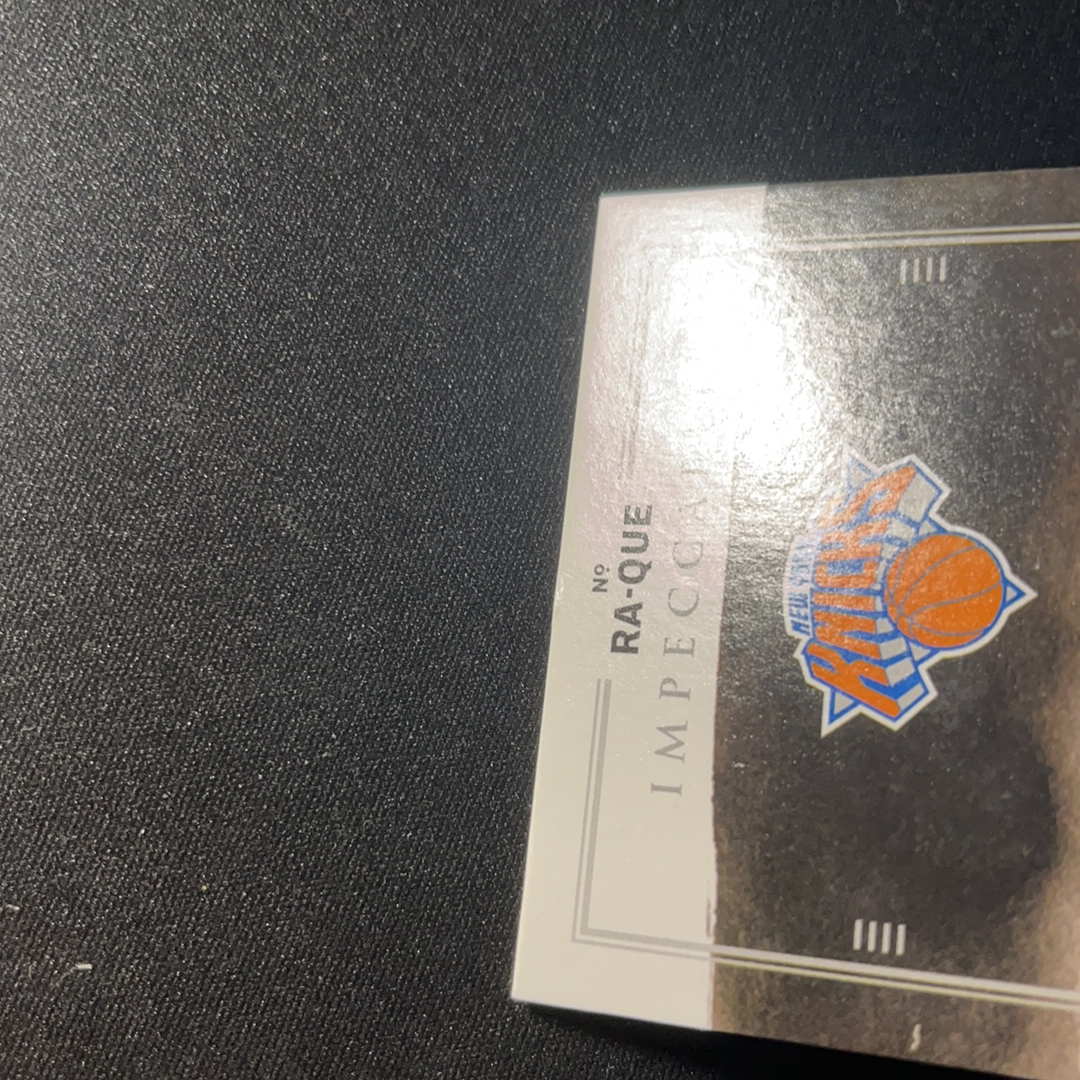 Nº
RA-QUE
IMPECCA
NEW YORK
KNICKS